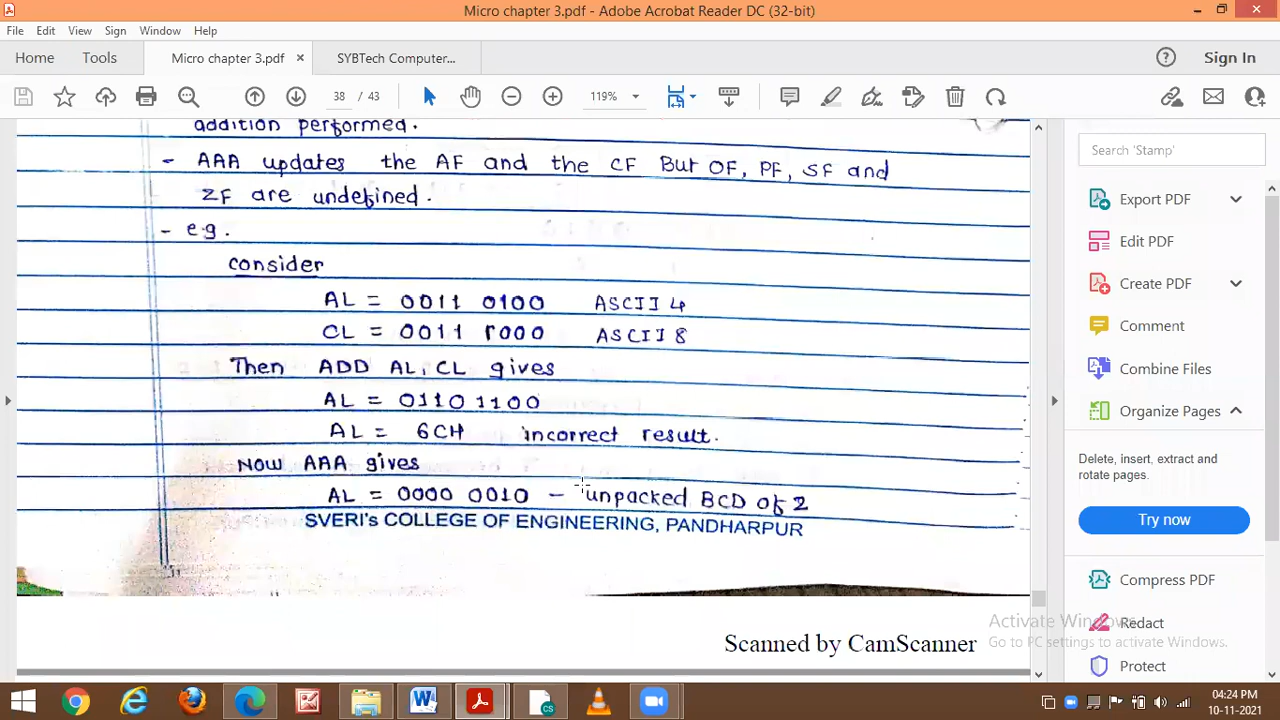 Micro chapter 3.pdf - Adobe Acrobat Reader DC (32-bit)
File Edit View Sign Window Help
Home Tools Micro chapter 3.pdf × SYBTech Computer... Sign In
38 / 43 119%
addition performed.
- AAA updates the AF and the CF But OF, PF, SF and
ZF are undefined.
- e.g.
consider
AL = 0011 0100 ASCII 4
CL = 0011 1000 ASCII 8
Then ADD AL, CL gives
AL = 0110 1100
AL = 6CH incorrect result.
Now AAA gives
AL = 0000 0010 - unpacked BCD of 2
SVERI's COLLEGE OF ENGINEERING, PANDHARPUR
Scanned by CamScanner
Search 'Stamp'
Export PDF
Edit PDF
Create PDF
Comment
Combine Files
Organize Pages
Delete, insert, extract and
rotate pages.
Try now
Compress PDF
Redact
Protect
Activate Windows
Go to PC settings to activate Windows.
04:24 PM
10-11-2021